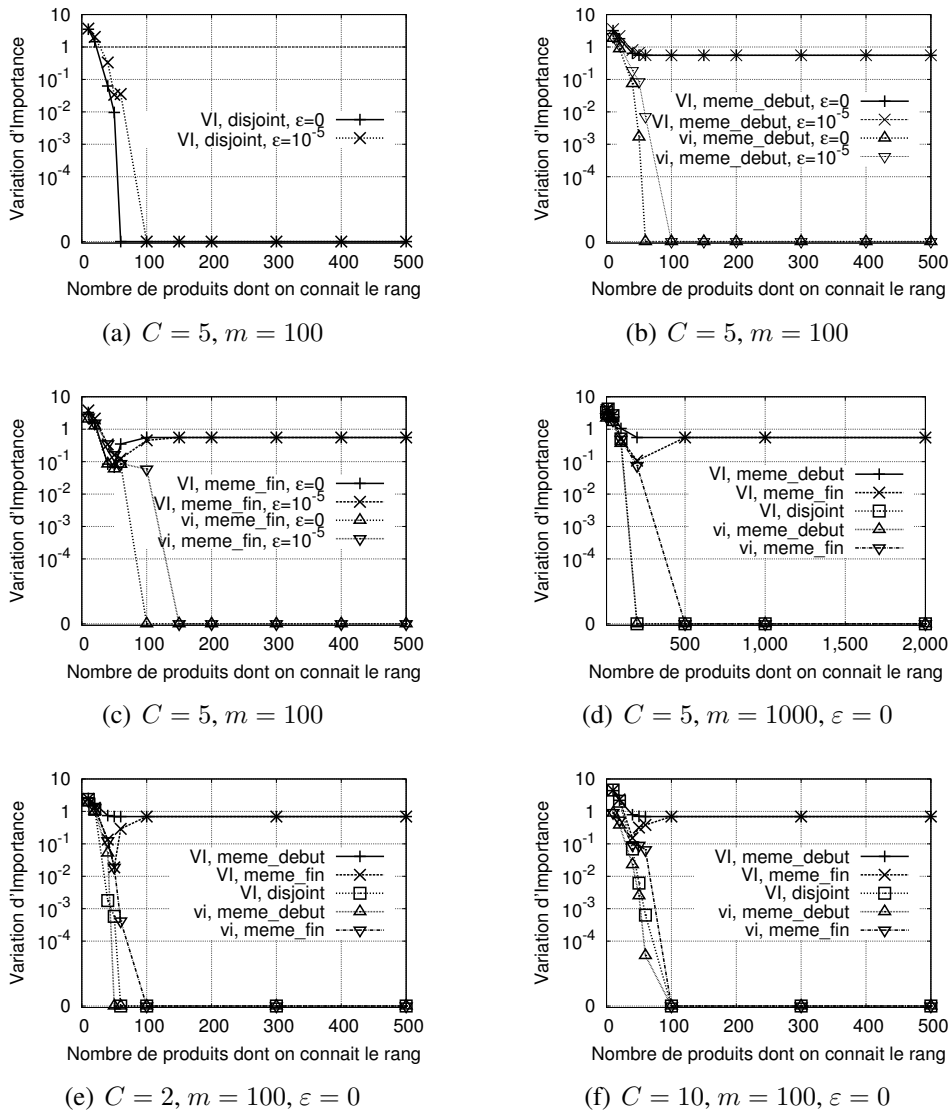 10
1
10^-1
10^-2
10^-3
10^-4
0
Variation d'Importance
VI, disjoint, ε=0
VI, disjoint, ε=10^-5
0 100 200 300 400 500
Nombre de produits dont on connait le rang
(a) C = 5, m = 100
10
1
10^-1
10^-2
10^-3
10^-4
0
Variation d'Importance
VI, meme_debut, ε=0
VI, meme_debut, ε=10^-5
vi, meme_debut, ε=0
vi, meme_debut, ε=10^-5
0 100 200 300 400 500
Nombre de produits dont on connait le rang
(b) C = 5, m = 100
10
1
10^-1
10^-2
10^-3
10^-4
0
Variation d'Importance
VI, meme_fin, ε=0
VI, meme_fin, ε=10^-5
vi, meme_fin, ε=0
vi, meme_fin, ε=10^-5
0 100 200 300 400 500
Nombre de produits dont on connait le rang
(c) C = 5, m = 100
10
1
10^-1
10^-2
10^-3
10^-4
0
Variation d'Importance
VI, meme_debut
VI, meme_fin
VI, disjoint
vi, meme_debut
vi, meme_fin
0 500 1,000 1,500 2,000
Nombre de produits dont on connait le rang
(d) C = 5, m = 1000, ε = 0
10
1
10^-1
10^-2
10^-3
10^-4
0
Variation d'Importance
VI, meme_debut
VI, meme_fin
VI, disjoint
vi, meme_debut
vi, meme_fin
0 100 200 300 400 500
Nombre de produits dont on connait le rang
(e) C = 2, m = 100, ε = 0
10
1
10^-1
10^-2
10^-3
10^-4
0
Variation d'Importance
VI, meme_debut
VI, meme_fin
VI, disjoint
vi, meme_debut
vi, meme_fin
0 100 200 300 400 500
Nombre de produits dont on connait le rang
(f) C = 10, m = 100, ε = 0